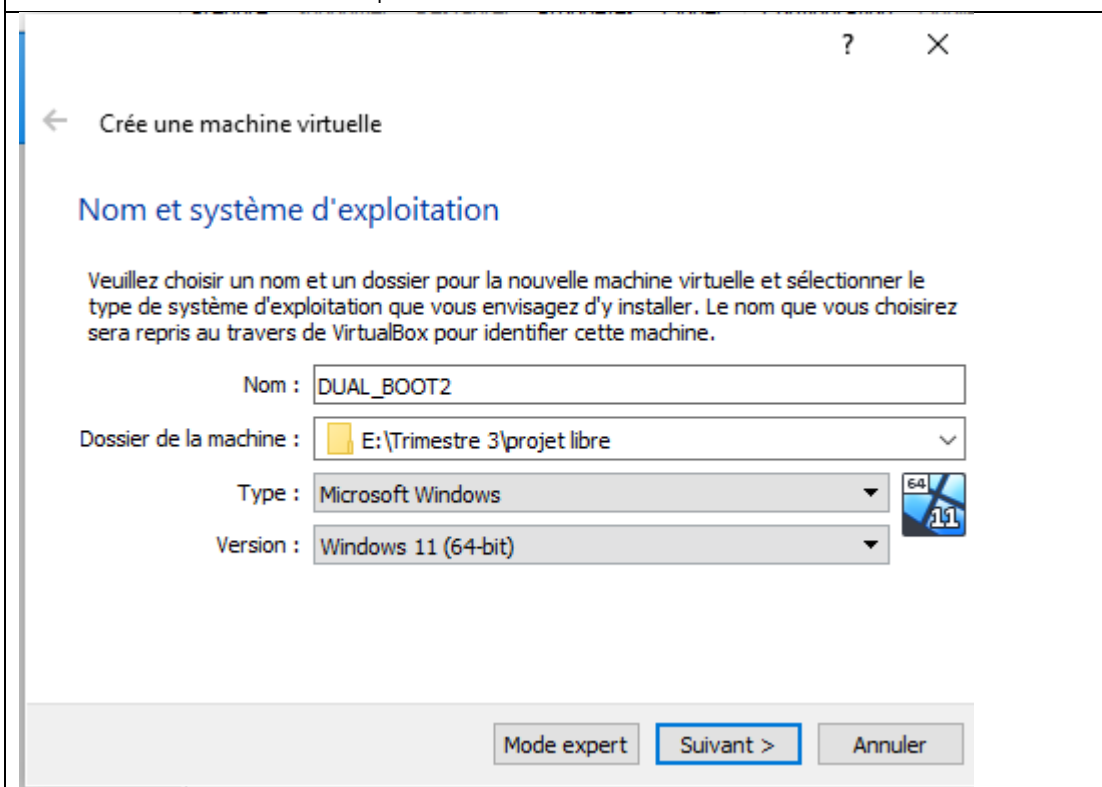 ?
Crée une machine virtuelle
Nom et système d'exploitation
Veuillez choisir un nom et un dossier pour la nouvelle machine virtuelle et sélectionner le
type de système d'exploitation que vous envisagez d'y installer. Le nom que vous choisirez
sera repris au travers de VirtualBox pour identifier cette machine.
Nom : DUAL_BOOT2
Dossier de la machine : E:\Trimestre 3\projet libre
Type : Microsoft Windows
64
11
Version : Windows 11 (64-bit)
Mode expert Suivant > Annuler